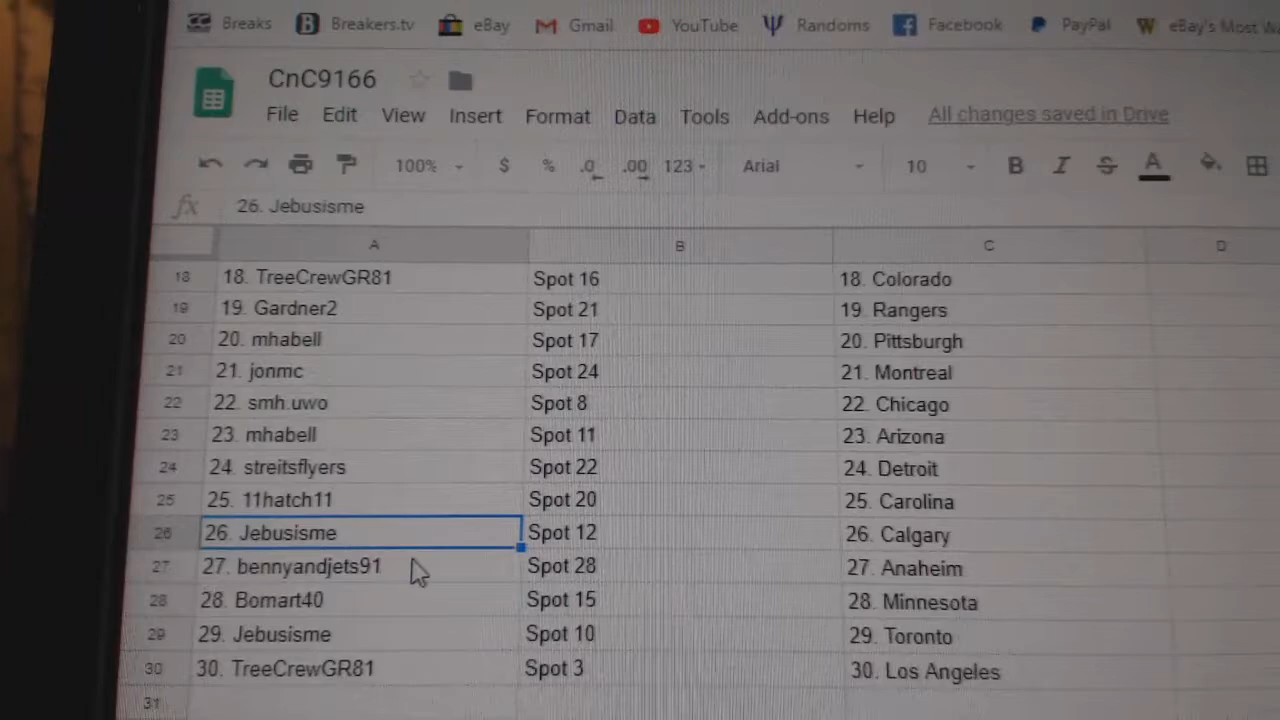 Breaks Breakers.tv eBay Gmail YouTube Randoms Facebook PayPal eBay's Most
CnC9166
File Edit View Insert Format Data Tools Add-ons Help All changes saved in Drive
100% $ % .0 .00 123 Arial 10 B I S A
fx 26. Jebusisme
A B C D
18 18. TreeCrewGR81 Spot 16 18. Colorado
19 19. Gardner2 Spot 21 19. Rangers
20 20. mhabell Spot 17 20. Pittsburgh
21 21. jonmc Spot 24 21. Montreal
22 22. smh.uwo Spot 8 22. Chicago
23 23. mhabell Spot 11 23. Arizona
24 24. streitsflyers Spot 22 24. Detroit
25 25. 11hatch11 Spot 20 25. Carolina
26 26. Jebusisme Spot 12 26. Calgary
27 27. bennyandjets91 Spot 28 27. Anaheim
28 28. Bomart40 Spot 15 28. Minnesota
29 29. Jebusisme Spot 10 29. Toronto
30 30. TreeCrewGR81 Spot 3 30. Los Angeles
31